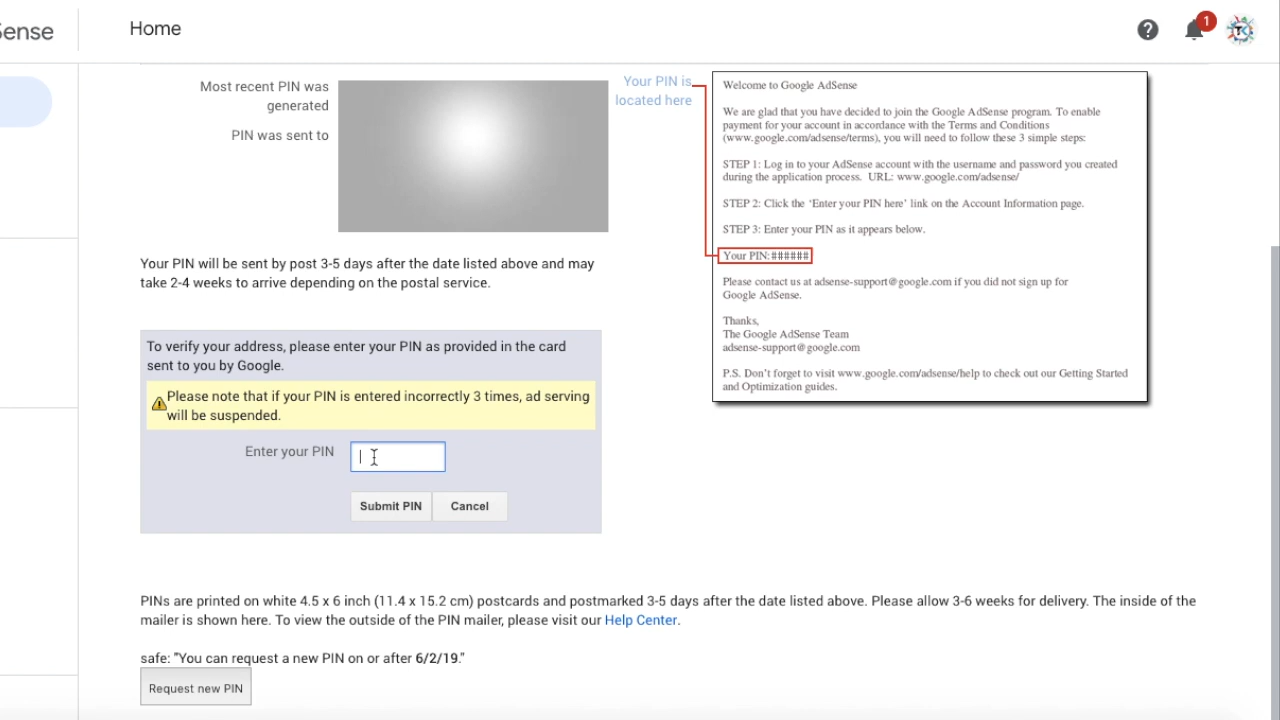 Sense
Home
1
Most recent PIN was
generated
PIN was sent to
Your PIN is
located here
Welcome to Google AdSense
We are glad that you have decided to join the Google AdSense program. To enable
payment for your account in accordance with the Terms and Conditions
(www.google.com/adsense/terms), you will need to follow these 3 simple steps:
STEP 1: Log in to your AdSense account with the username and password you created
during the application process. URL: www.google.com/adsense/
STEP 2: Click the ‘Enter your PIN here’ link on the Account Information page.
STEP 3: Enter your PIN as it appears below.
Your PIN:######
Please contact us at adsense-support@google.com if you did not sign up for
Google AdSense.
Thanks,
The Google AdSense Team
adsense-support@google.com
P.S. Don’t forget to visit www.google.com/adsense/help to check out our Getting Started
and Optimization guides.
Your PIN will be sent by post 3-5 days after the date listed above and may
take 2-4 weeks to arrive depending on the postal service.
To verify your address, please enter your PIN as provided in the card
sent to you by Google.
Please note that if your PIN is entered incorrectly 3 times, ad serving
will be suspended.
Enter your PIN
Submit PIN Cancel
PINs are printed on white 4.5 x 6 inch (11.4 x 15.2 cm) postcards and postmarked 3-5 days after the date listed above. Please allow 3-6 weeks for delivery. The inside of the
mailer is shown here. To view the outside of the PIN mailer, please visit our Help Center.
safe: "You can request a new PIN on or after 6/2/19."
Request new PIN